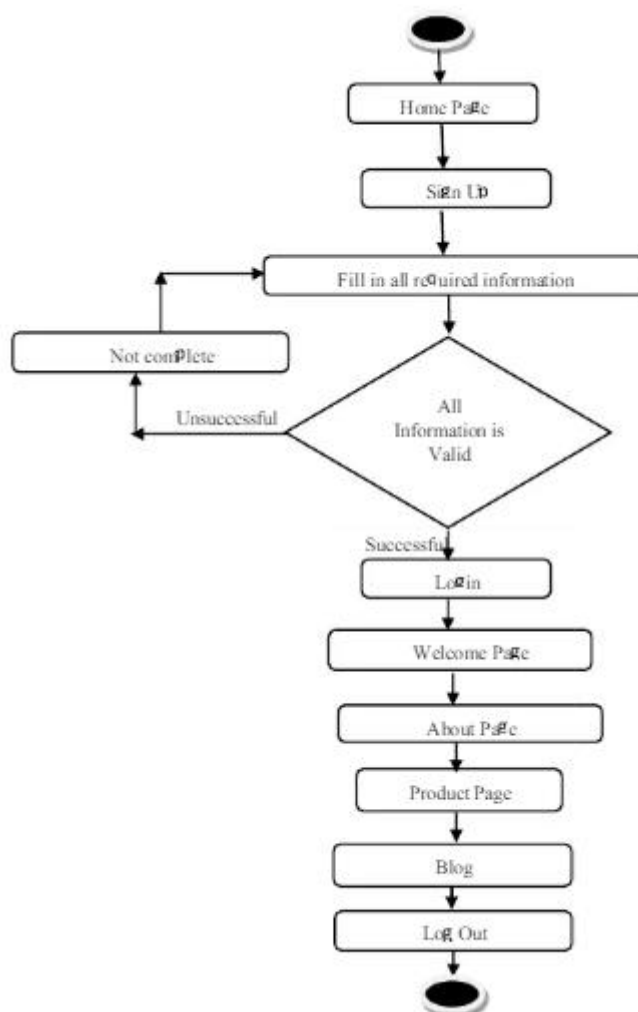 Home Page
Sign Up
Fill in all required information
Not complete
Unsuccessful
All
Information is
Valid
Successful
Login
Welcome Page
About Page
Product Page
Blog
Log Out